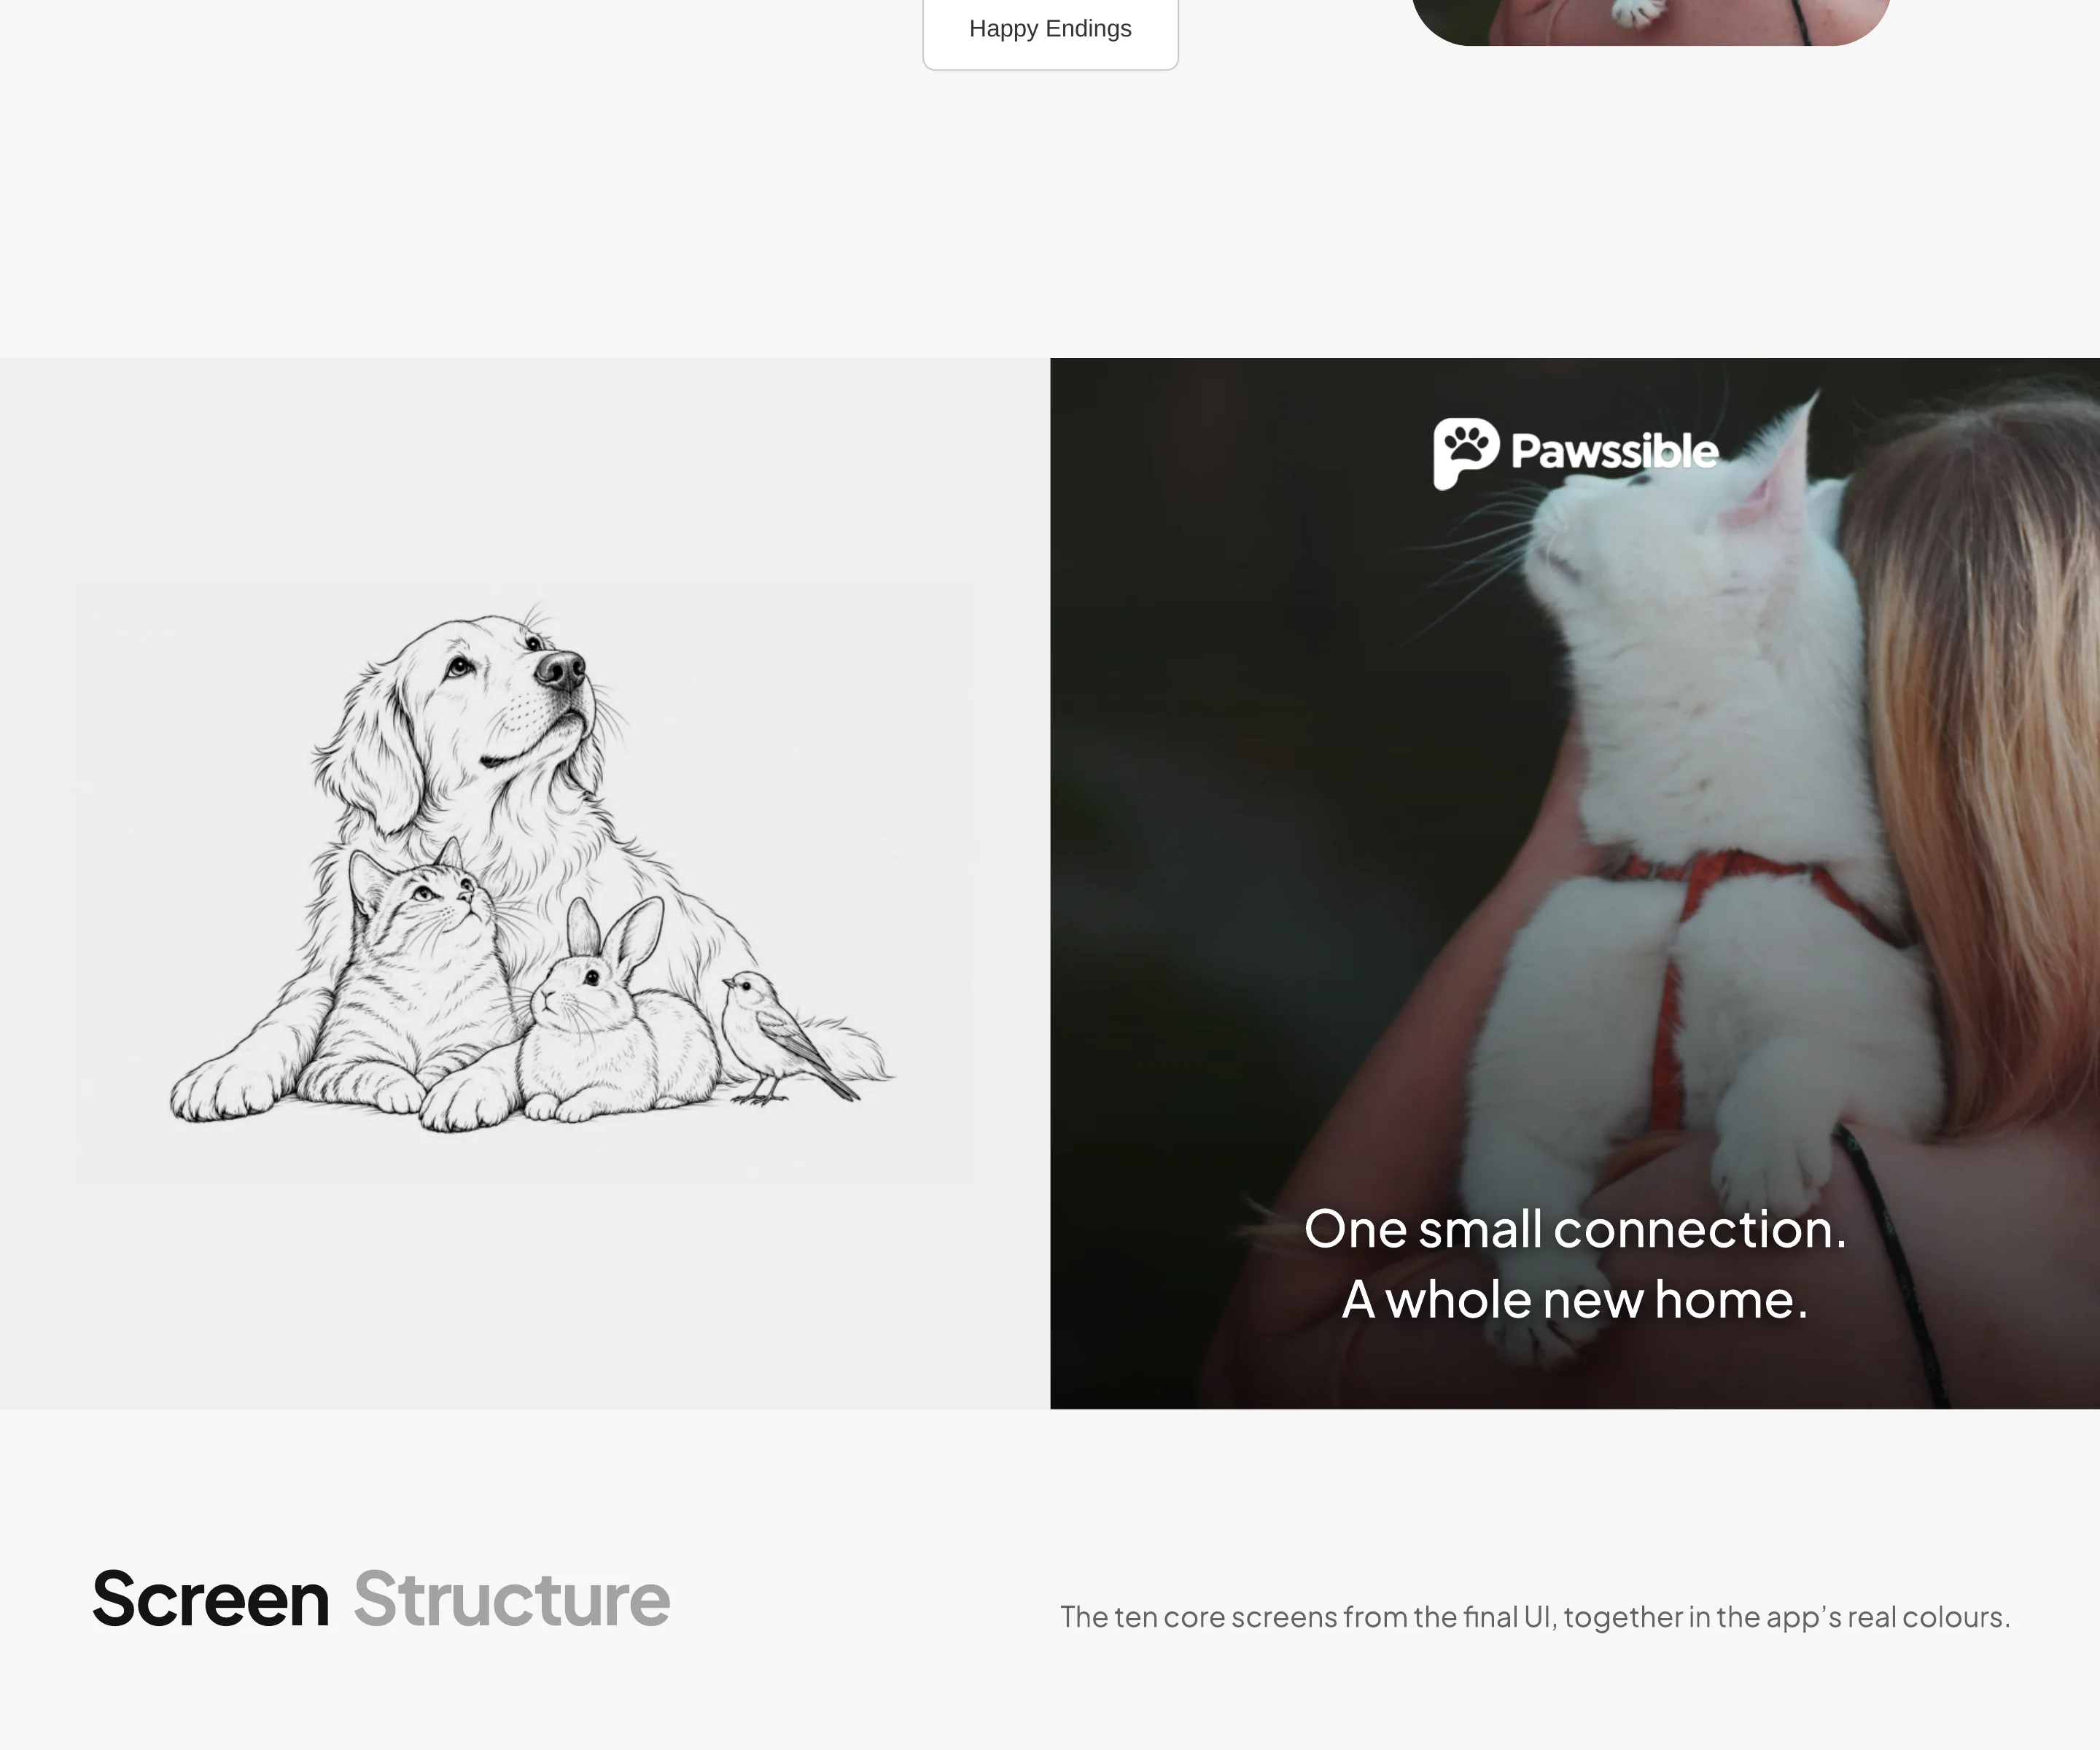 Happy Endings
Pawssible
One small connection.
A whole new home.
Screen Structure
The ten core screens from the final UI, together in the app’s real colours.